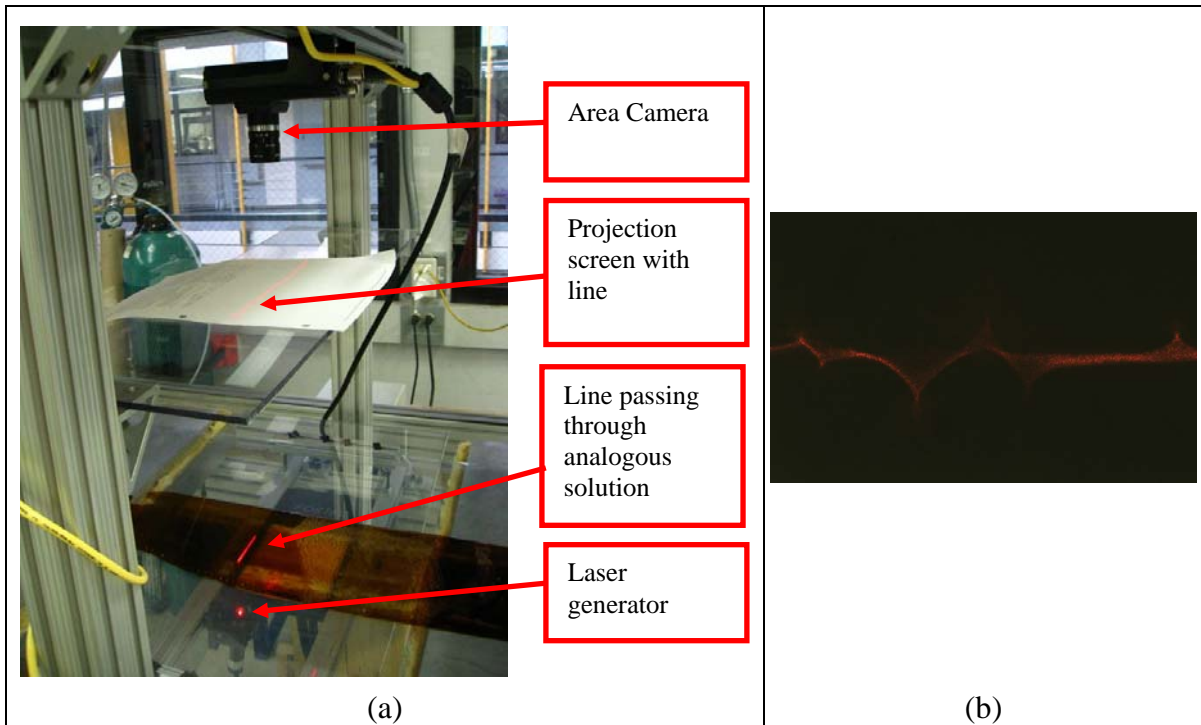 Area Camera
Projection
screen with
line
Line passing
through
analogous
solution
Laser
generator
(a)
(b)